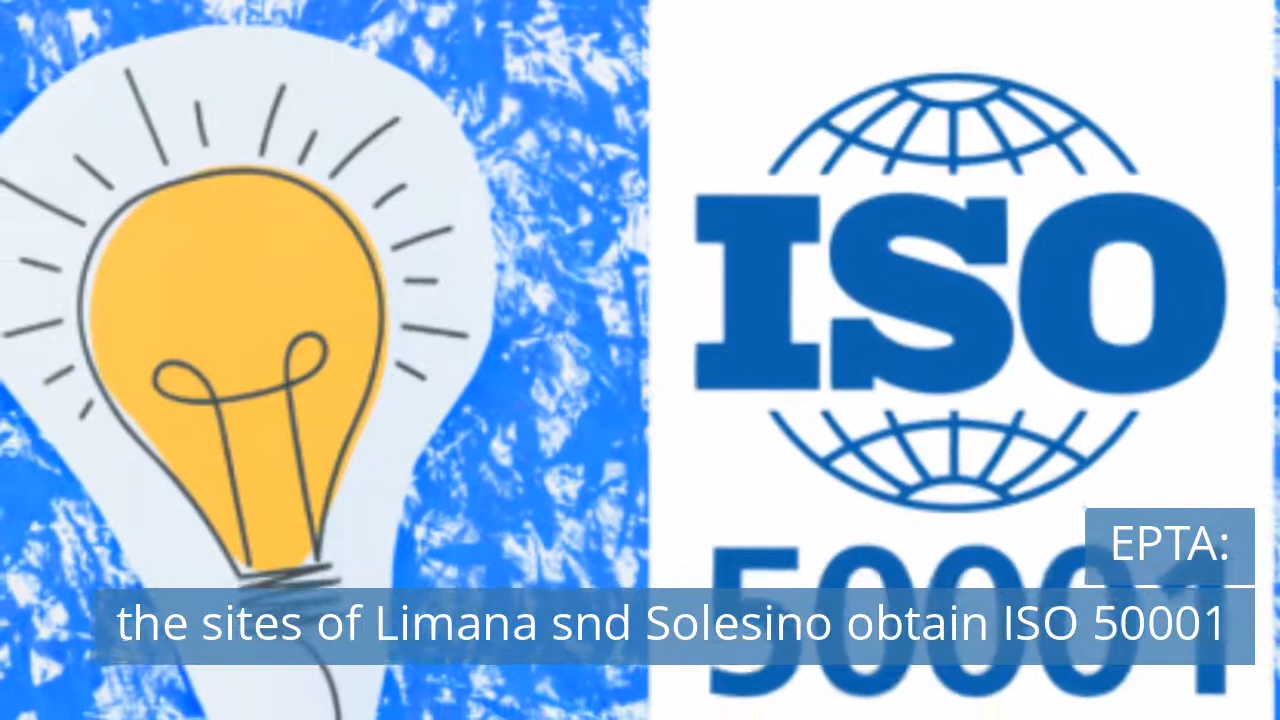 ISO
50001
EPTA:
the sites of Limana snd Solesino obtain ISO 50001